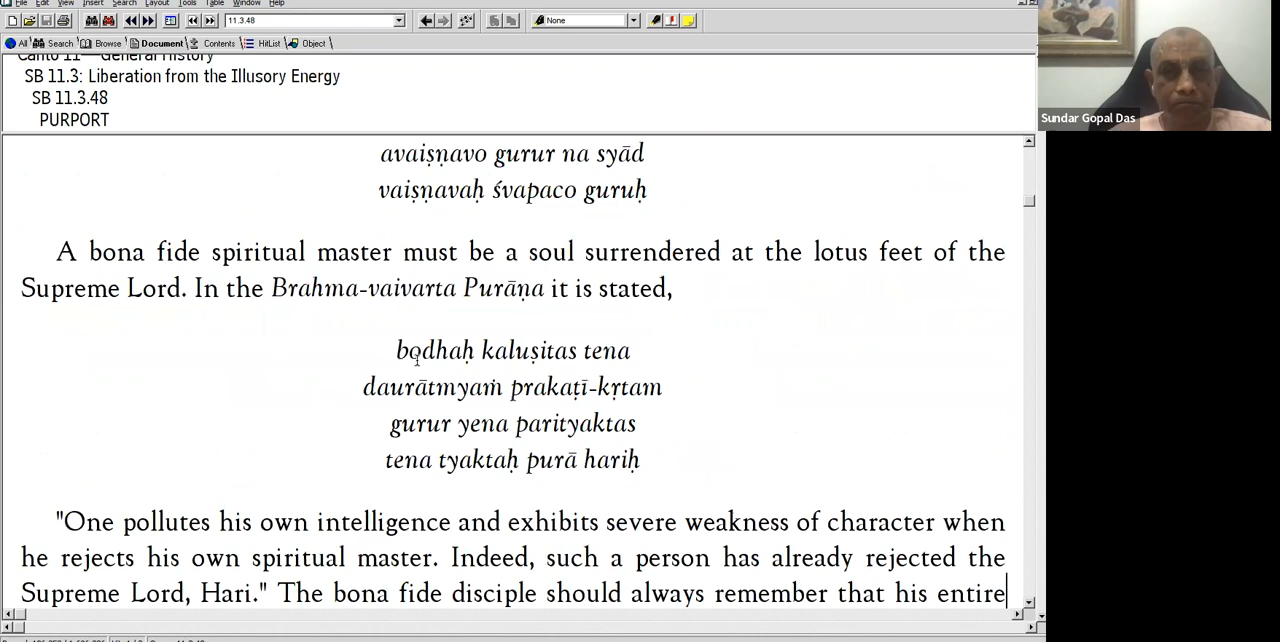 File Edit View Insert Search Layout Tools Table Window Help
11.3.48
None
All Search Browse Document Contents HitList Object
Canto 11—General History
SB 11.3: Liberation from the Illusory Energy
SB 11.3.48
PURPORT
Sundar Gopal Das
avaiṣṇavo gurur na syād
vaiṣṇavaḥ śvapaco guruḥ
A bona fide spiritual master must be a soul surrendered at the lotus feet of the
Supreme Lord. In the Brahma-vaivarta Purāṇa it is stated,
bodhaḥ kaluṣitas tena
daurātmyaṁ prakaṭī-kṛtam
gurur yena parityaktas
tena tyaktaḥ purā hariḥ
"One pollutes his own intelligence and exhibits severe weakness of character when
he rejects his own spiritual master. Indeed, such a person has already rejected the
Supreme Lord, Hari." The bona fide disciple should always remember that his entire